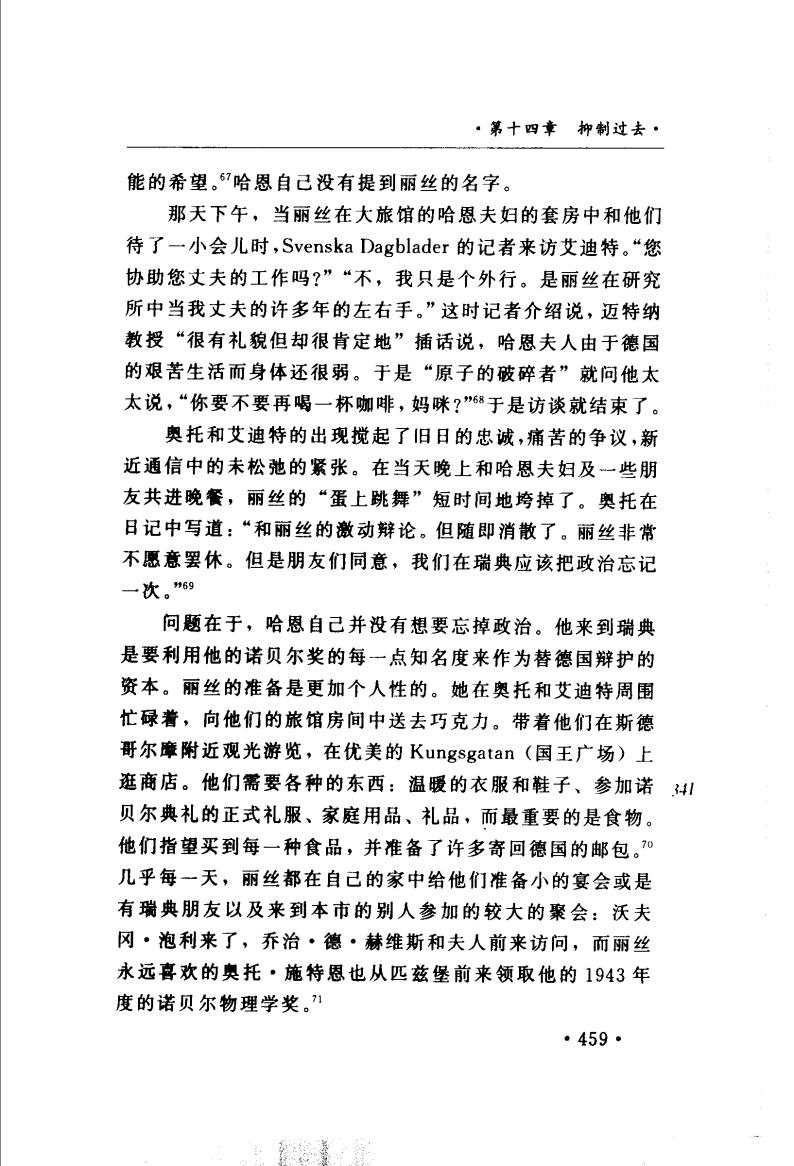 ·第十四章 抑制过去·
能的希望。67哈恩自己没有提到丽丝的名字。
那天下午，当丽丝在大旅馆的哈恩夫妇的套房中和他们
待了一小会儿时，Svenska Dagblader 的记者来访艾迪特。“您
协助您丈夫的工作吗？”“不，我只是个外行。是丽丝在研究
所中当我丈夫的许多年的左右手。”这时记者介绍说，迈特纳
教授“很有礼貌但却很肯定地”插话说，哈恩夫人由于德国
的艰苦生活而身体还很弱。于是“原子的破碎者”就问他太
太说，“你要不要再喝一杯咖啡，妈咪？”68于是访谈就结束了。
奥托和艾迪特的出现搅起了旧日的忠诚，痛苦的争议，新
近通信中的未松弛的紧张。在当天晚上和哈恩夫妇及一些朋
友共进晚餐，丽丝的“蛋上跳舞”短时间地垮掉了。奥托在
日记中写道：“和丽丝的激动辩论。但随即消散了。丽丝非常
不愿意罢休。但是朋友们同意，我们在瑞典应该把政治忘记
一次。”69
问题在于，哈恩自己并没有想要忘掉政治。他来到瑞典
是要利用他的诺贝尔奖的每一点知名度来作为替德国辩护的
资本。丽丝的准备是更加个人性的。她在奥托和艾迪特周围
忙碌着，向他们的旅馆房间中送去巧克力。带着他们在斯德
哥尔摩附近观光游览，在优美的 Kungsgatan（国王广场）上
逛商店。他们需要各种的东西：温暖的衣服和鞋子、参加诺
贝尔典礼的正式礼服、家庭用品、礼品，而最重要的是食物。
341
他们指望买到每一种食品，并准备了许多寄回德国的邮包。70
几乎每一天，丽丝都在自己的家中给他们准备小的宴会或是
有瑞典朋友以及来到本市的别人参加的较大的聚会：沃夫
冈·泡利来了，乔治·德·赫维斯和夫人前来访问，而丽丝
永远喜欢的奥托·施特恩也从匹兹堡前来领取他的 1943 年
度的诺贝尔物理学奖。71
·459·